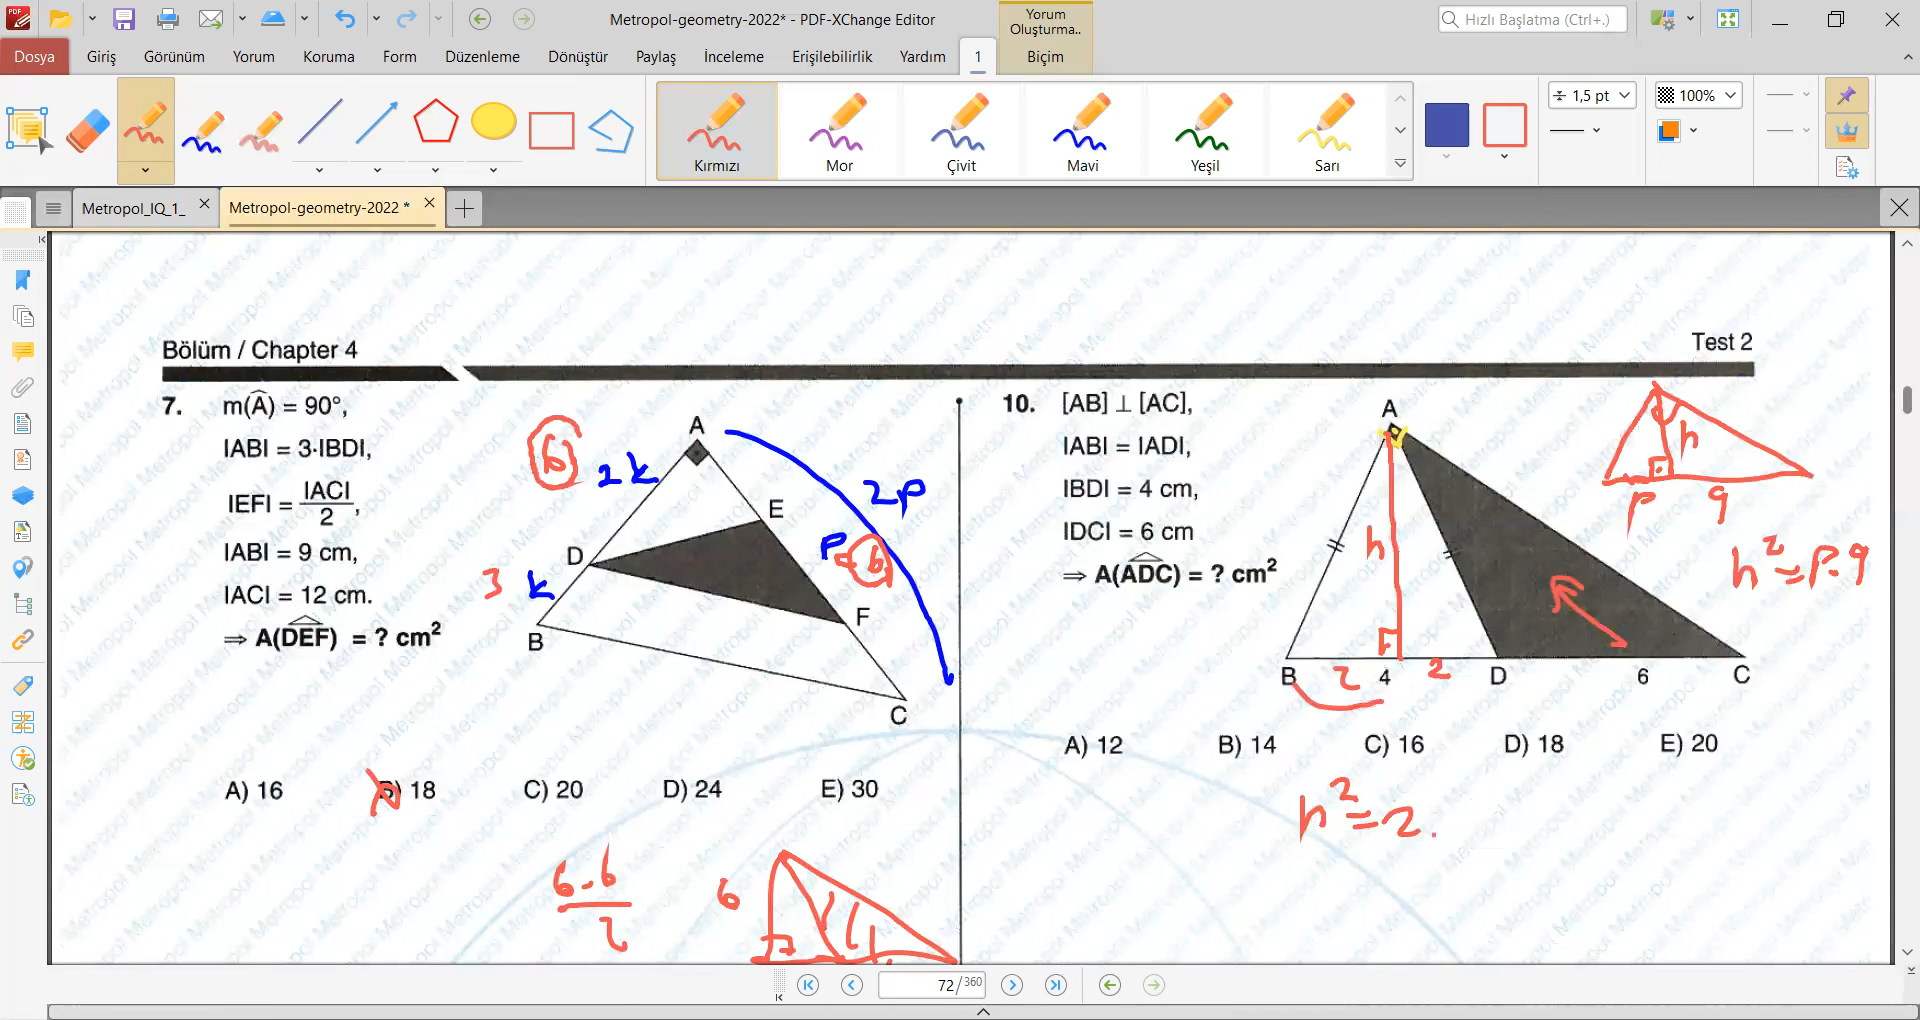 Metropol-geometry-2022* - PDF-XChange Editor
Yorum Oluşturma..
Hızlı Başlatma (Ctrl+.)
Dosya Giriş Görünüm Yorum Koruma Form Düzenleme Dönüştür Paylaş İnceleme Erişilebilirlik Yardım 1 Biçim
Kırmızı Mor Çivit Mavi Yeşil Sarı
1,5 pt 100%
Metropol_IQ_1_ Metropol-geometry-2022 *
Bölüm / Chapter 4
Test 2
7. m(A) = 90°,
IABI = 3·IBDI,
IEFI = IACI / 2,
IABI = 9 cm,
IACI = 12 cm.
⇒ A(DEF) = ? cm²
A
E
D
F
B
C
6
2k
2p
p = 6
3 k
A) 16 B) 18 C) 20 D) 24 E) 30
6.6
2
6
10. [AB] ⊥ [AC],
IABI = IADI,
IBDI = 4 cm,
IDCI = 6 cm
⇒ A(ADC) = ? cm²
A
h
B 4 D 6 C
2 2
h
p q
h² = p.q
A) 12 B) 14 C) 16 D) 18 E) 20
h² = 2.
72 / 360